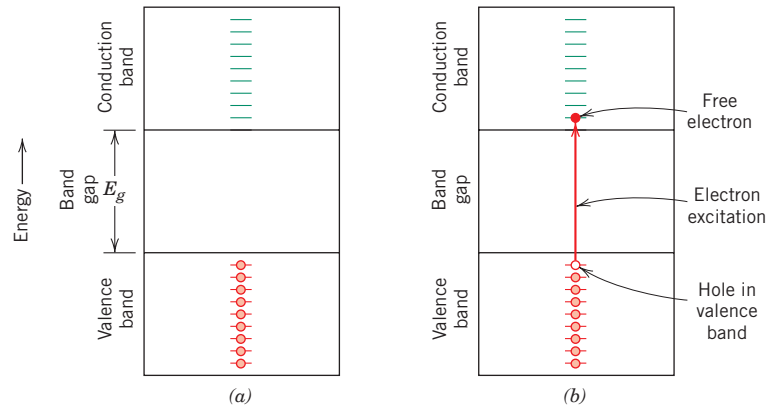 Energy
Conduction
band
Band
gap
E_g
Valence
band
(a)
Conduction
band
Band
gap
Valence
band
Free
electron
Electron
excitation
Hole in
valence
band
(b)